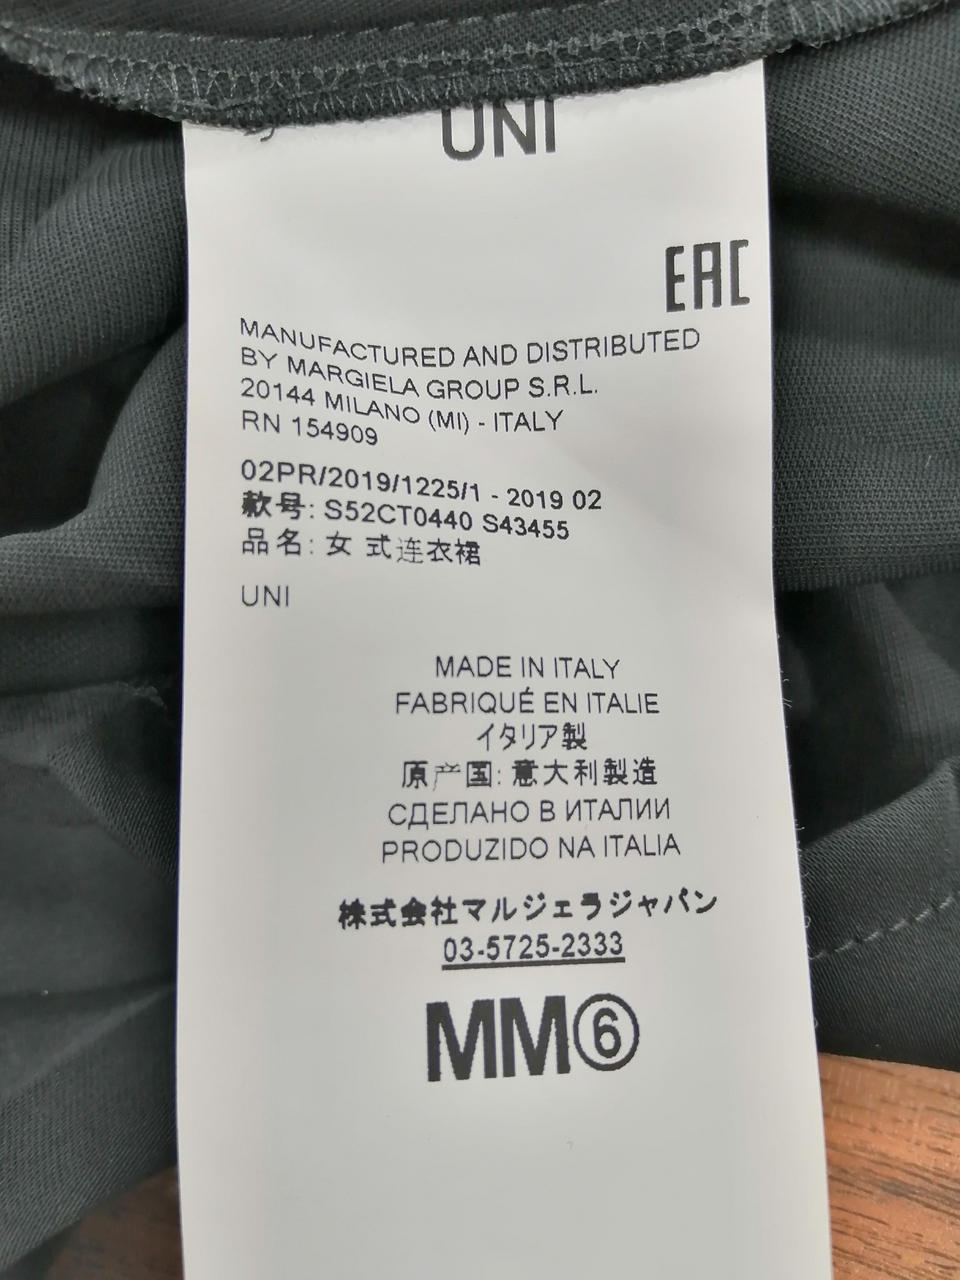 UNI
EAC
MANUFACTURED AND DISTRIBUTED
BY MARGIELA GROUP S.R.L.
20144 MILANO (MI) - ITALY
RN 154909
02PR/2019/1225/1 - 2019 02
款号: S52CT0440 S43455
品名: 女 式连衣裙
UNI
MADE IN ITALY
FABRIQUÉ EN ITALIE
イタリア製
原产国: 意大利製造
СДЕЛАНО В ИТАЛИИ
PRODUZIDO NA ITALIA
株式会社マルジェラジャパン
03-5725-2333
MM⑥